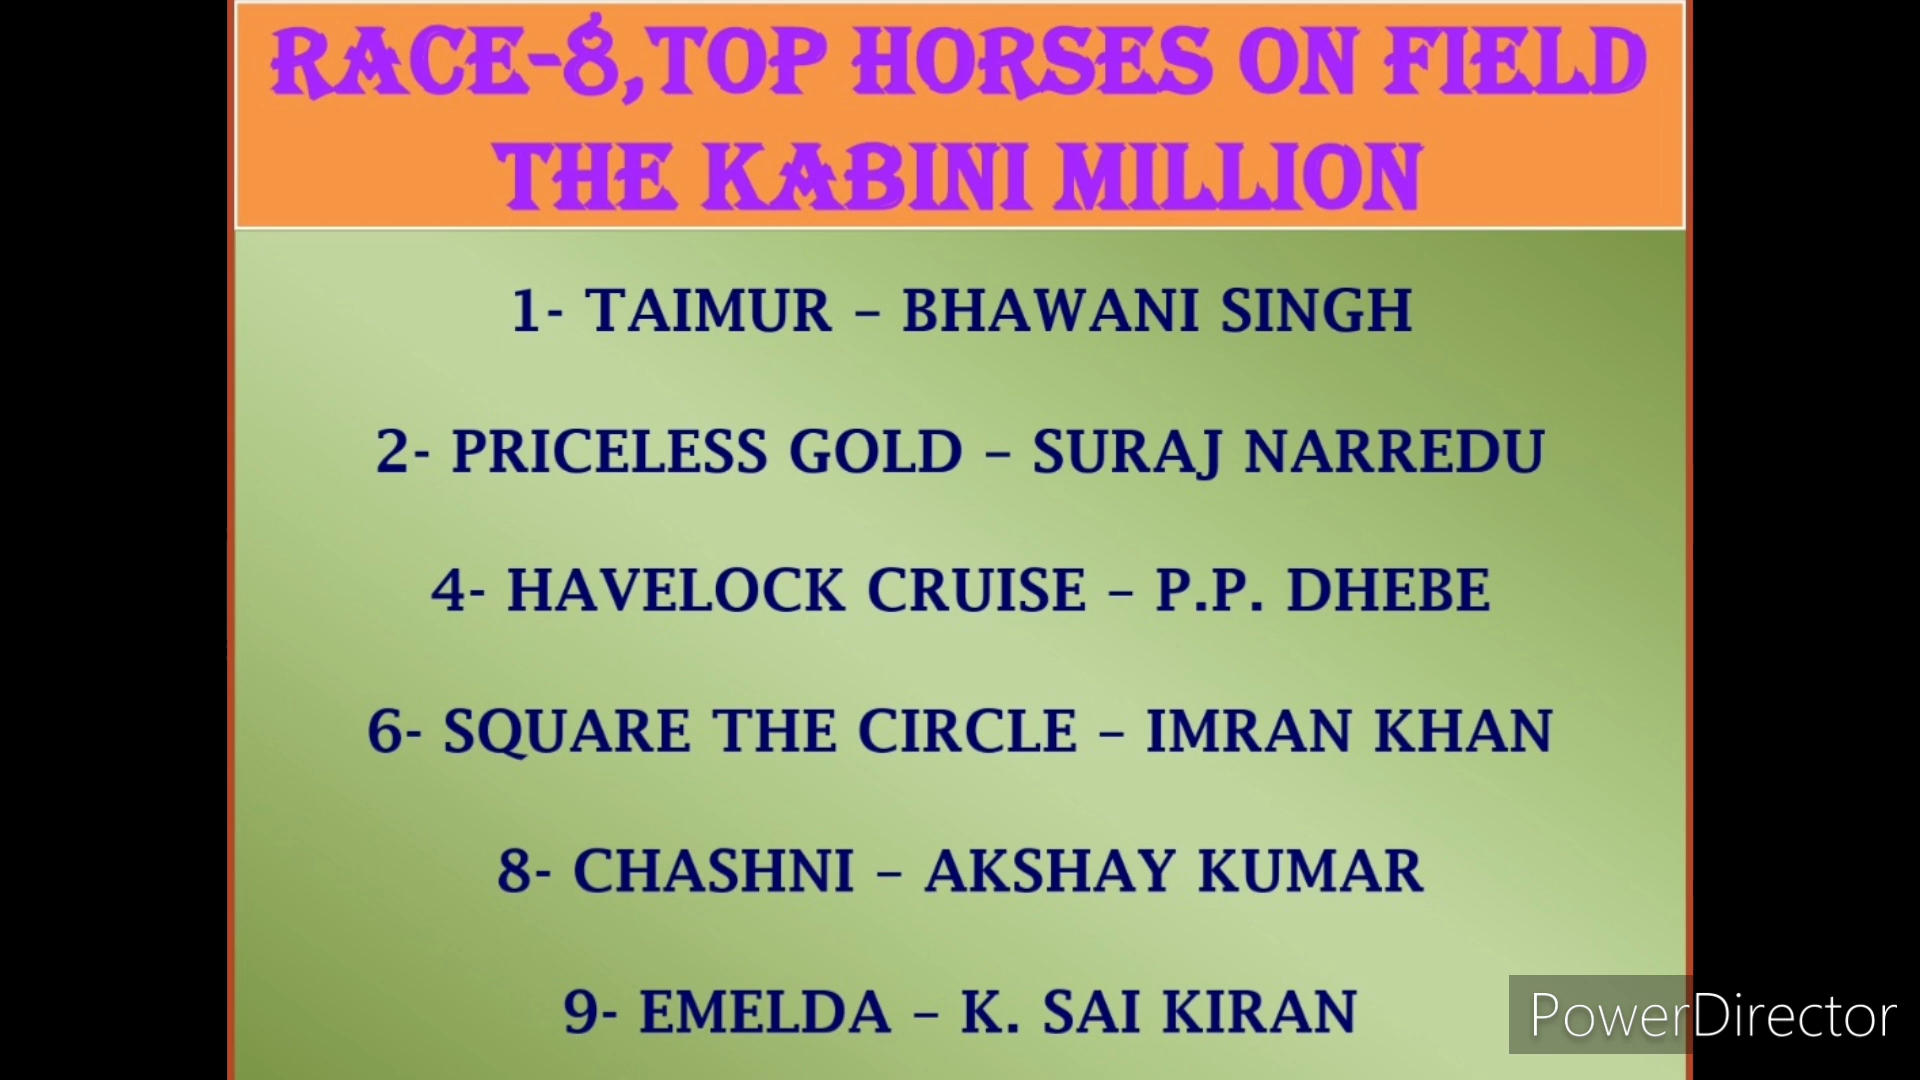 RACE-8,TOP HORSES ON FIELD
THE KABINI MILLION
1- TAIMUR – BHAWANI SINGH
2- PRICELESS GOLD – SURAJ NARREDU
4- HAVELOCK CRUISE – P.P. DHEBE
6- SQUARE THE CIRCLE – IMRAN KHAN
8- CHASHNI – AKSHAY KUMAR
9- EMELDA – K. SAI KIRAN
PowerDirector